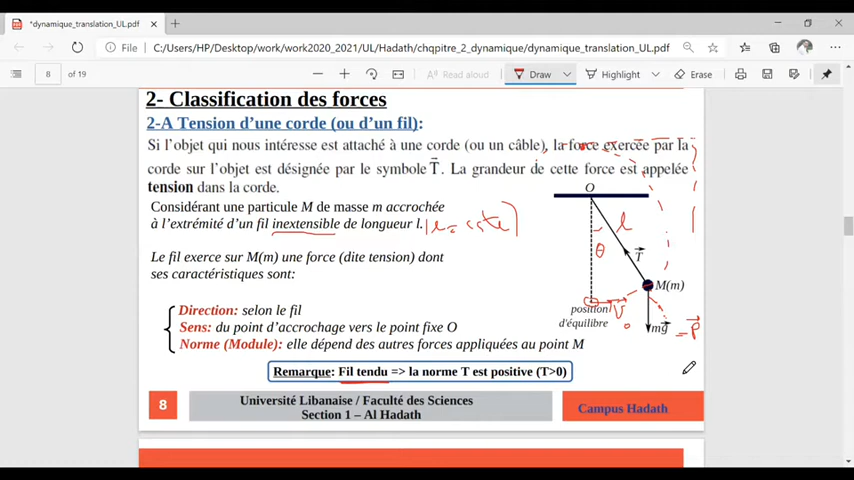 *dynamique_translation_UL.pdf
File
C:/Users/HP/Desktop/work/work2020_2021/UL/Hadath/chqpitre_2_dynamique/dynamique_translation_UL.pdf
8 of 19
Read aloud
Draw
Highlight
Erase
2- Classification des forces
2-A Tension d'une corde (ou d'un fil):
Si l'objet qui nous intéresse est attaché à une corde (ou un câble), la force exercée par la
corde sur l'objet est désignée par le symbole T⃗. La grandeur de cette force est appelée
tension dans la corde.
Considérant une particule M de masse m accrochée
à l'extrémité d'un fil inextensible de longueur l. (l = cste)
Le fil exerce sur M(m) une force (dite tension) dont
ses caractéristiques sont:
Direction: selon le fil
Sens: du point d'accrochage vers le point fixe O
Norme (Module): elle dépend des autres forces appliquées au point M
Remarque: Fil tendu => la norme T est positive (T>0)
O
l
θ
T⃗
M(m)
position
d'équilibre
V⃗₀
mg⃗
= P⃗
8
Université Libanaise / Faculté des Sciences
Section 1 – Al Hadath
Campus Hadath